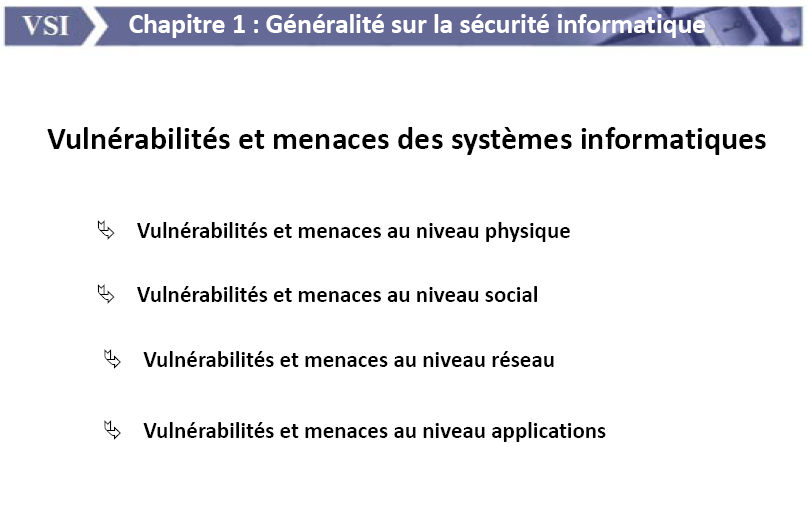 VSI Chapitre 1 : Généralité sur la sécurité informatique
Vulnérabilités et menaces des systèmes informatiques
Vulnérabilités et menaces au niveau physique
Vulnérabilités et menaces au niveau social
Vulnérabilités et menaces au niveau réseau
Vulnérabilités et menaces au niveau applications